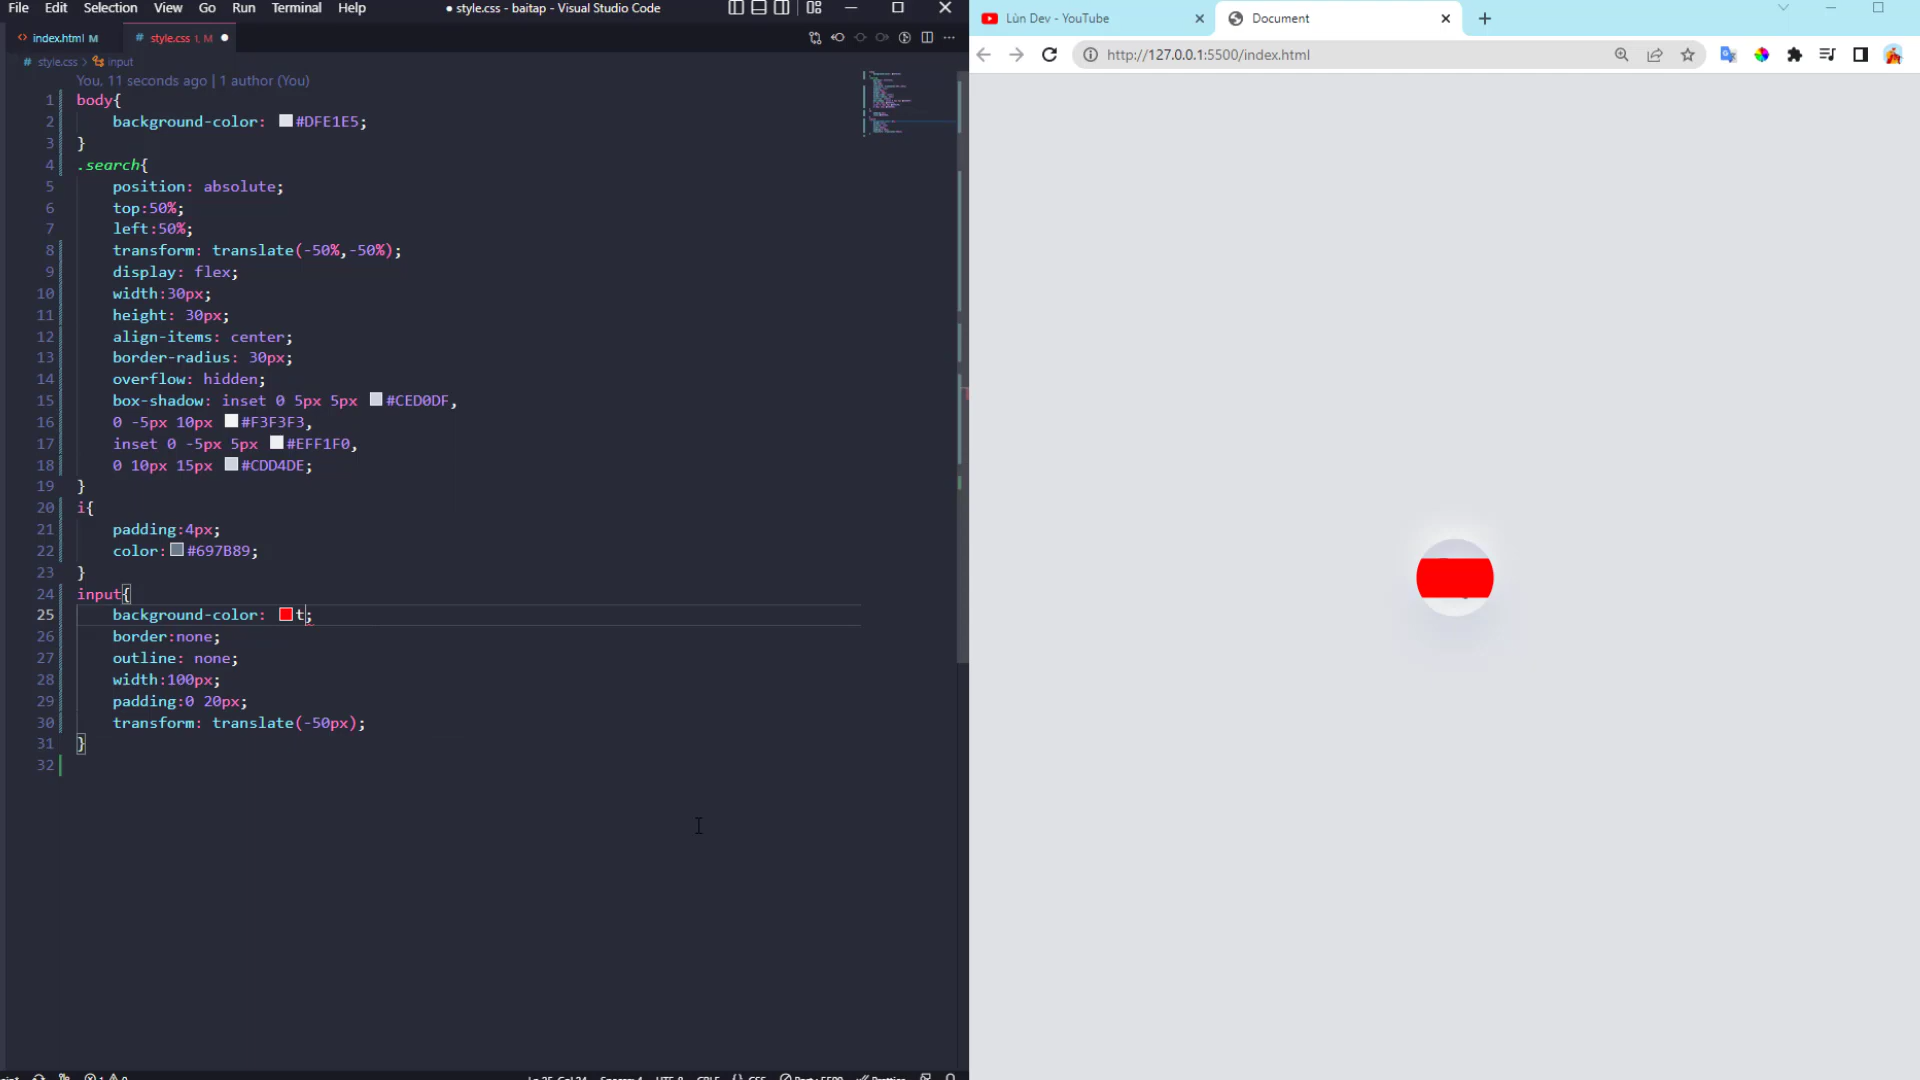 File Edit Selection View Go Run Terminal Help
● style.css - baitap - Visual Studio Code
index.html M
# style.css 1, M ●
# style.css > input
You, 11 seconds ago | 1 author (You)
1 body{
2 background-color: #DFE1E5;
3 }
4 .search{
5 position: absolute;
6 top:50%;
7 left:50%;
8 transform: translate(-50%,-50%);
9 display: flex;
10 width:30px;
11 height: 30px;
12 align-items: center;
13 border-radius: 30px;
14 overflow: hidden;
15 box-shadow: inset 0 5px 5px #CED0DF,
16 0 -5px 10px #F3F3F3,
17 inset 0 -5px 5px #EFF1F0,
18 0 10px 15px #CDD4DE;
19 }
20 i{
21 padding:4px;
22 color:#697B89;
23 }
24 input{
25 background-color: t;
26 border:none;
27 outline: none;
28 width:100px;
29 padding:0 20px;
30 transform: translate(-50px);
31 }
32
Lùn Dev - YouTube
Document
http://127.0.0.1:5500/index.html